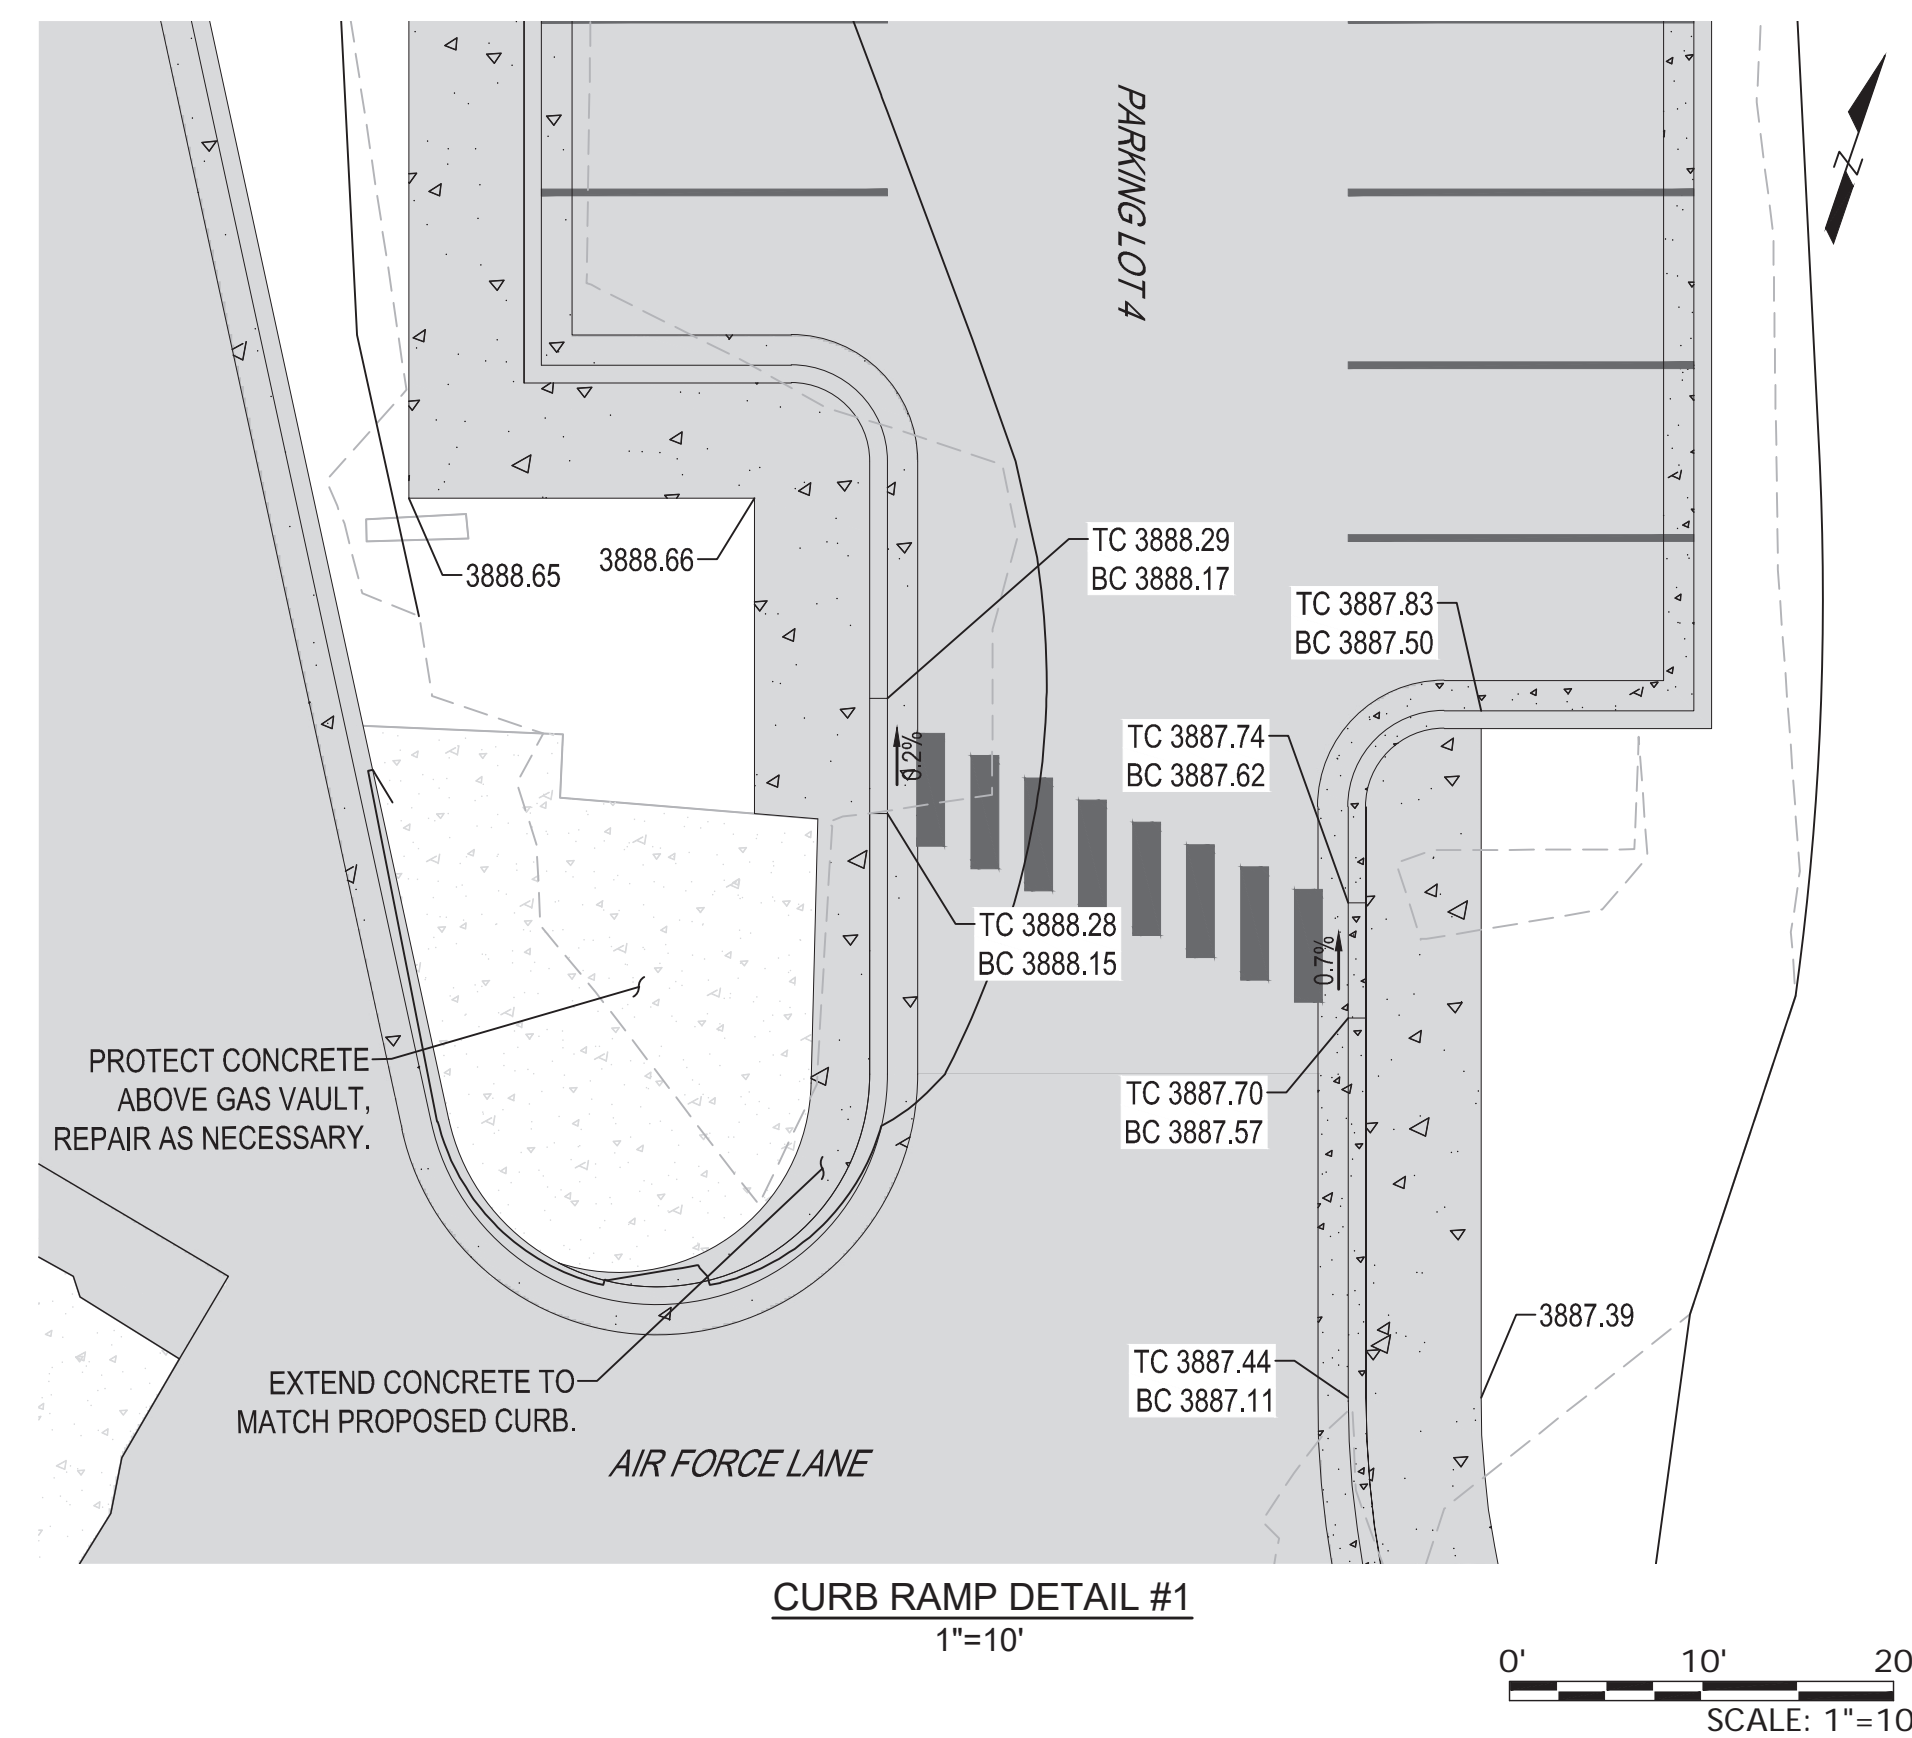 PARKING LOT 4
N
TC 3888.29
BC 3888.17
3888.65
3888.66
TC 3887.83
BC 3887.50
0.2%
TC 3887.74
BC 3887.62
TC 3888.28
BC 3888.15
0.7%
PROTECT CONCRETE
ABOVE GAS VAULT,
REPAIR AS NECESSARY.
TC 3887.70
BC 3887.57
3887.39
TC 3887.44
BC 3887.11
EXTEND CONCRETE TO
MATCH PROPOSED CURB.
AIR FORCE LANE
CURB RAMP DETAIL #1
1"=10'
0' 10' 20
SCALE: 1"=10